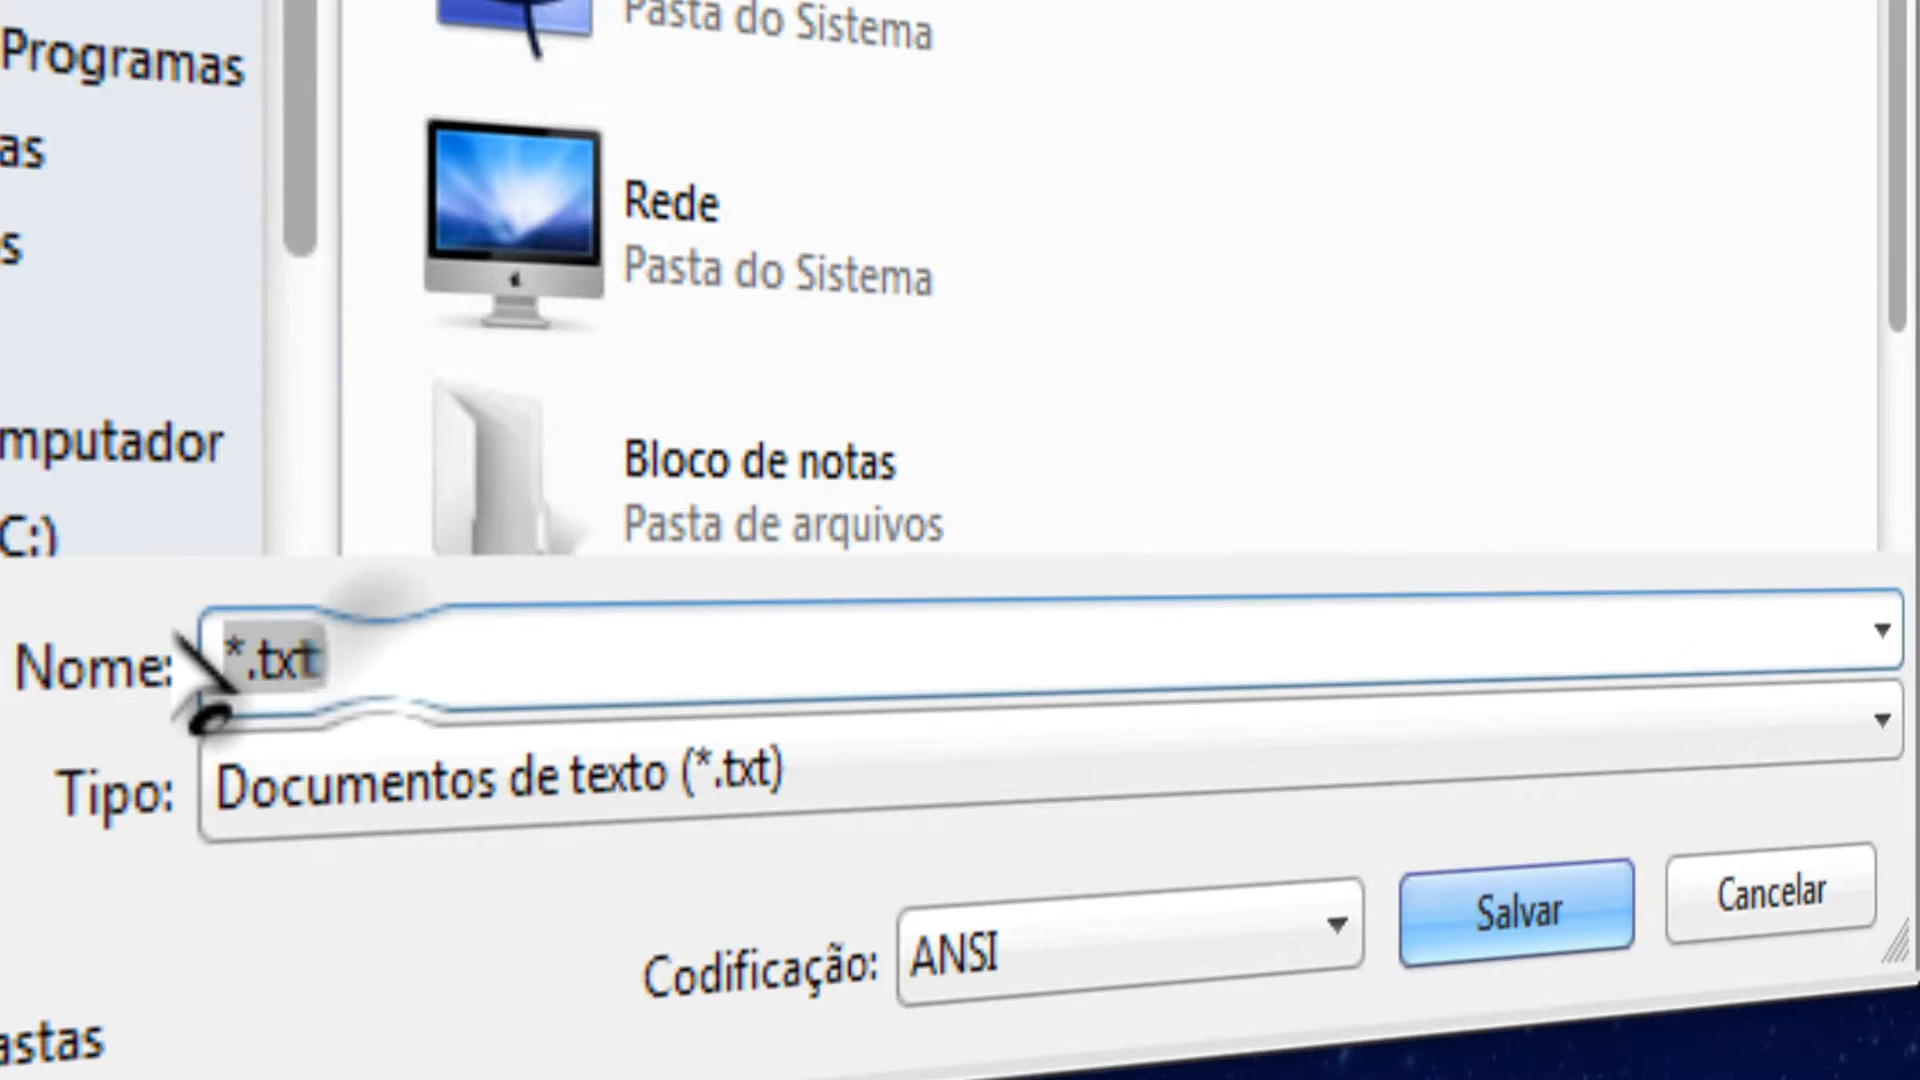 Pasta do Sistema
Programas
as
Rede
Pasta do Sistema
s
mputador
Bloco de notas
Pasta de arquivos
C:)
Nome: *.txt
Tipo: Documentos de texto (*.txt)
Codificação: ANSI Salvar Cancelar
astas